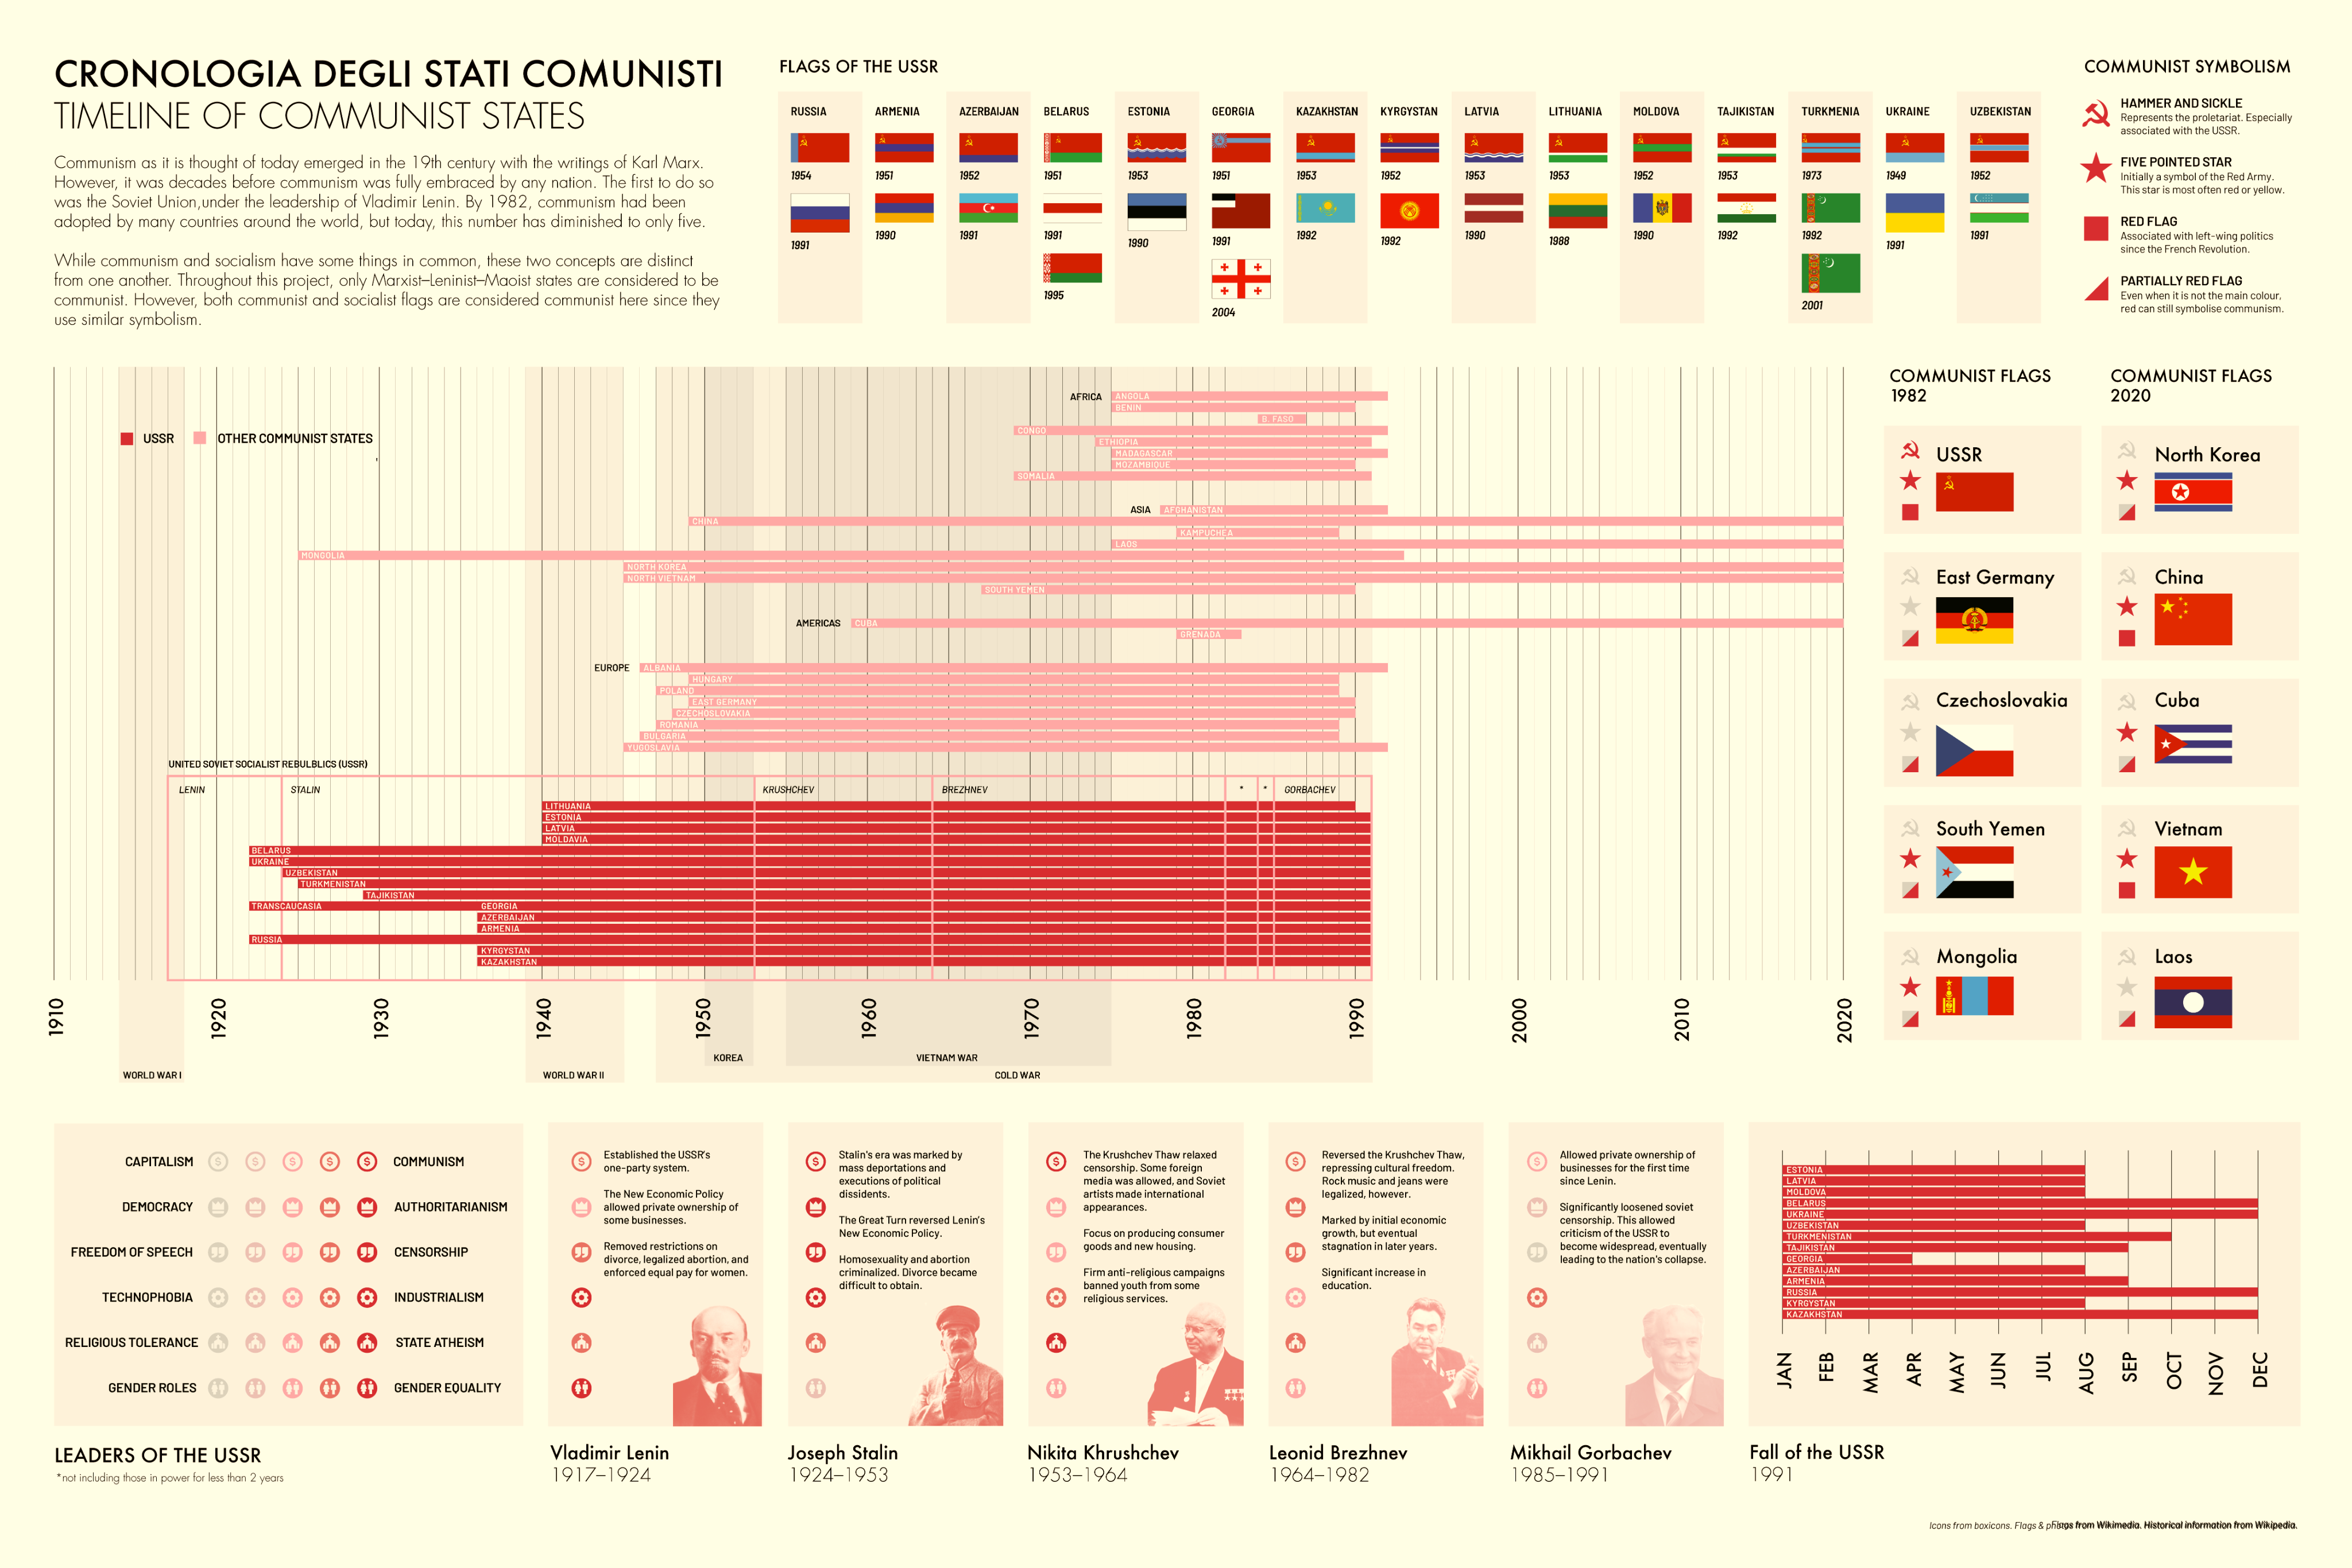 CRONOLOGIA DEGLI STATI COMUNISTI
TIMELINE OF COMMUNIST STATES
Communism as it is thought of today emerged in the 19th century with the writings of Karl Marx.
However, it was decades before communism was fully embraced by any nation. The first to do so
was the Soviet Union,under the leadership of Vladimir Lenin. By 1982, communism had been
adopted by many countries around the world, but today, this number has diminished to only five.
While communism and socialism have some things in common, these two concepts are distinct
from one another. Throughout this project, only Marxist–Leninist–Maoist states are considered to be
communist. However, both communist and socialist flags are considered communist here since they
use similar symbolism.
FLAGS OF THE USSR
RUSSIA
1954
1991
ARMENIA
1951
1990
AZERBAIJAN
1952
1991
BELARUS
1951
1991
1995
ESTONIA
1953
1990
GEORGIA
1951
1991
2004
KAZAKHSTAN
1953
1992
KYRGYSTAN
1952
1992
LATVIA
1953
1990
LITHUANIA
1953
1988
MOLDOVA
1952
1990
TAJIKISTAN
1953
1992
TURKMENIA
1973
1992
2001
UKRAINE
1949
1991
UZBEKISTAN
1952
1991
COMMUNIST SYMBOLISM
HAMMER AND SICKLE
Represents the proletariat. Especially
associated with the USSR.
FIVE POINTED STAR
Initially a symbol of the Red Army.
This star is most often red or yellow.
RED FLAG
Associated with left-wing politics
since the French Revolution.
PARTIALLY RED FLAG
Even when it is not the main colour,
red can still symbolise communism.
USSR
OTHER COMMUNIST STATES
AFRICA
ANGOLA
BENIN
B. FASO
CONGO
ETHIOPIA
MADAGASCAR
MOZAMBIQUE
SOMALIA
ASIA
AFGHANISTAN
CHINA
KAMPUCHEA
LAOS
MONGOLIA
NORTH KOREA
NORTH VIETNAM
SOUTH YEMEN
AMERICAS
CUBA
GRENADA
EUROPE
ALBANIA
HUNGARY
POLAND
EAST GERMANY
CZECHOSLOVAKIA
ROMANIA
BULGARIA
YUGOSLAVIA
UNITED SOVIET SOCIALIST REBULBLICS (USSR)
LENIN
STALIN
KRUSHCHEV
BREZHNEV
*
*
GORBACHEV
LITHUANIA
ESTONIA
LATVIA
MOLDAVIA
BELARUS
UKRAINE
UZBEKISTAN
TURKMENISTAN
TAJIKISTAN
TRANSCAUCASIA
GEORGIA
AZERBAIJAN
ARMENIA
RUSSIA
KYRGYSTAN
KAZAKHSTAN
1910
1920
1930
1940
1950
1960
1970
1980
1990
2000
2010
2020
KOREA
VIETNAM WAR
WORLD WAR I
WORLD WAR II
COLD WAR
COMMUNIST FLAGS
1982
USSR
East Germany
Czechoslovakia
South Yemen
Mongolia
COMMUNIST FLAGS
2020
North Korea
China
Cuba
Vietnam
Laos
CAPITALISM
COMMUNISM
DEMOCRACY
AUTHORITARIANISM
FREEDOM OF SPEECH
CENSORSHIP
TECHNOPHOBIA
INDUSTRIALISM
RELIGIOUS TOLERANCE
STATE ATHEISM
GENDER ROLES
GENDER EQUALITY
LEADERS OF THE USSR
*not including those in power for less than 2 years
Established the USSR's
one-party system.
The New Economic Policy
allowed private ownership of
some businesses.
Removed restrictions on
divorce, legalized abortion, and
enforced equal pay for women.
Vladimir Lenin
1917–1924
Stalin's era was marked by
mass deportations and
executions of political
dissidents.
The Great Turn reversed Lenin's
New Economic Policy.
Homosexuality and abortion
criminalized. Divorce became
difficult to obtain.
Joseph Stalin
1924–1953
The Krushchev Thaw relaxed
censorship. Some foreign
media was allowed, and Soviet
artists made international
appearances.
Focus on producing consumer
goods and new housing.
Firm anti-religious campaigns
banned youth from some
religious services.
Nikita Khrushchev
1953–1964
Reversed the Krushchev Thaw,
repressing cultural freedom.
Rock music and jeans were
legalized, however.
Marked by initial economic
growth, but eventual
stagnation in later years.
Significant increase in
education.
Leonid Brezhnev
1964–1982
Allowed private ownership of
businesses for the first time
since Lenin.
Significantly loosened soviet
censorship. This allowed
criticism of the USSR to
become widespread, eventually
leading to the nation's collapse.
Mikhail Gorbachev
1985–1991
ESTONIA
LATVIA
MOLDOVA
BELARUS
UKRAINE
UZBEKISTAN
TURKMENISTAN
TAJIKISTAN
GEORGIA
AZERBAIJAN
ARMENIA
RUSSIA
KYRGYSTAN
KAZAKHSTAN
JAN
FEB
MAR
APR
MAY
JUN
JUL
AUG
SEP
OCT
NOV
DEC
Fall of the USSR
1991
Icons from boxicons. Flags & from Wikimedia. Historical information from Wikipedia.